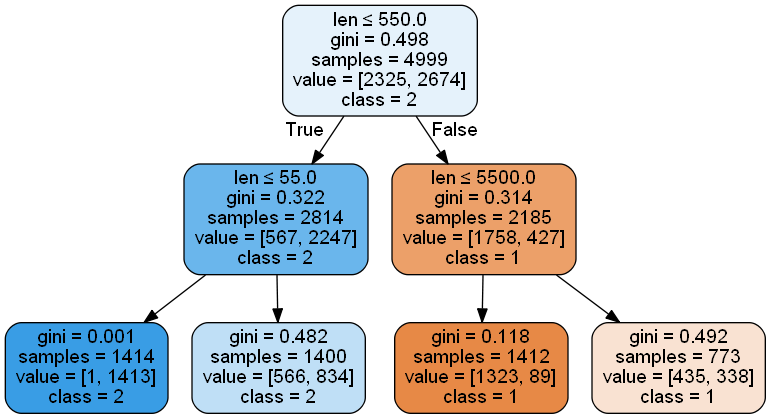 len ≤ 550.0
gini = 0.498
samples = 4999
value = [2325, 2674]
class = 2
True
False
len ≤ 55.0
gini = 0.322
samples = 2814
value = [567, 2247]
class = 2
len ≤ 5500.0
gini = 0.314
samples = 2185
value = [1758, 427]
class = 1
gini = 0.001
samples = 1414
value = [1, 1413]
class = 2
gini = 0.482
samples = 1400
value = [566, 834]
class = 2
gini = 0.118
samples = 1412
value = [1323, 89]
class = 1
gini = 0.492
samples = 773
value = [435, 338]
class = 1